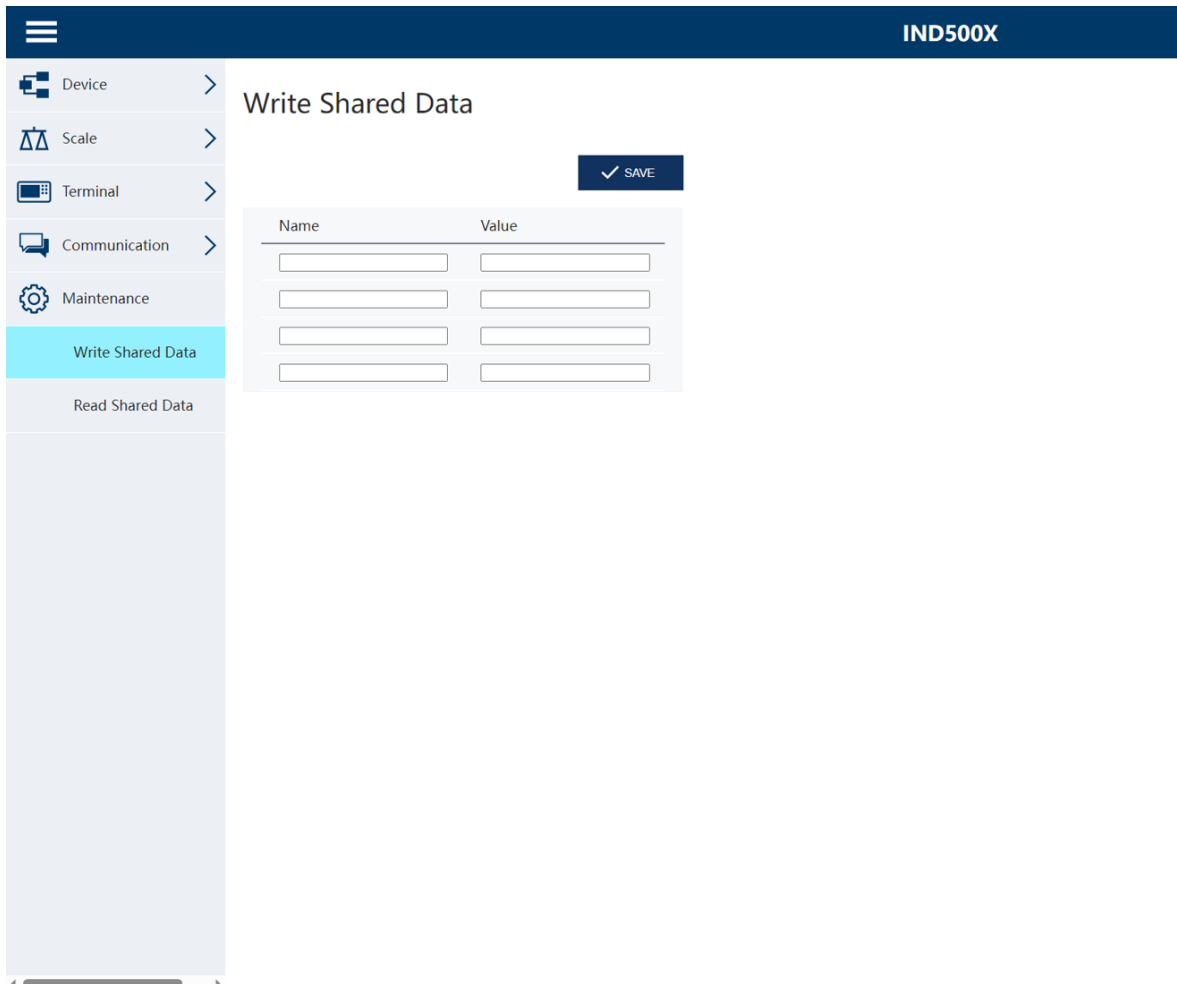 IND500X
Device
Scale
Terminal
Communication
Maintenance
Write Shared Data
Read Shared Data
Write Shared Data
SAVE
Name Value